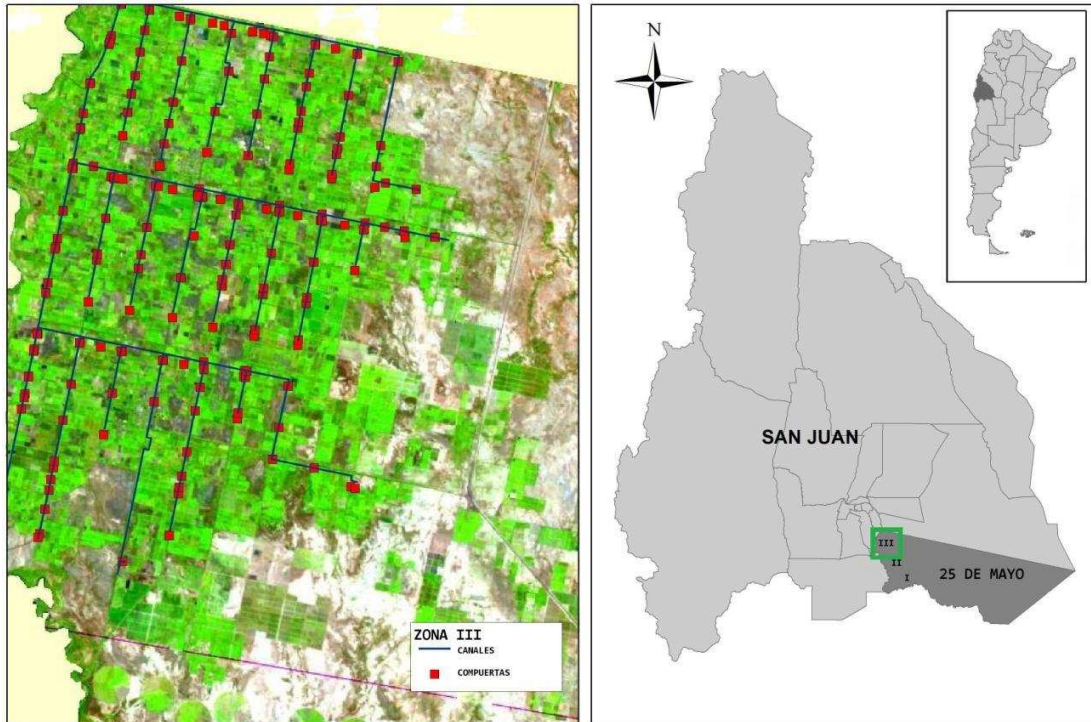 ZONA III
CANALES
COMPUERTAS
N
SAN JUAN
III
II
I
25 DE MAYO